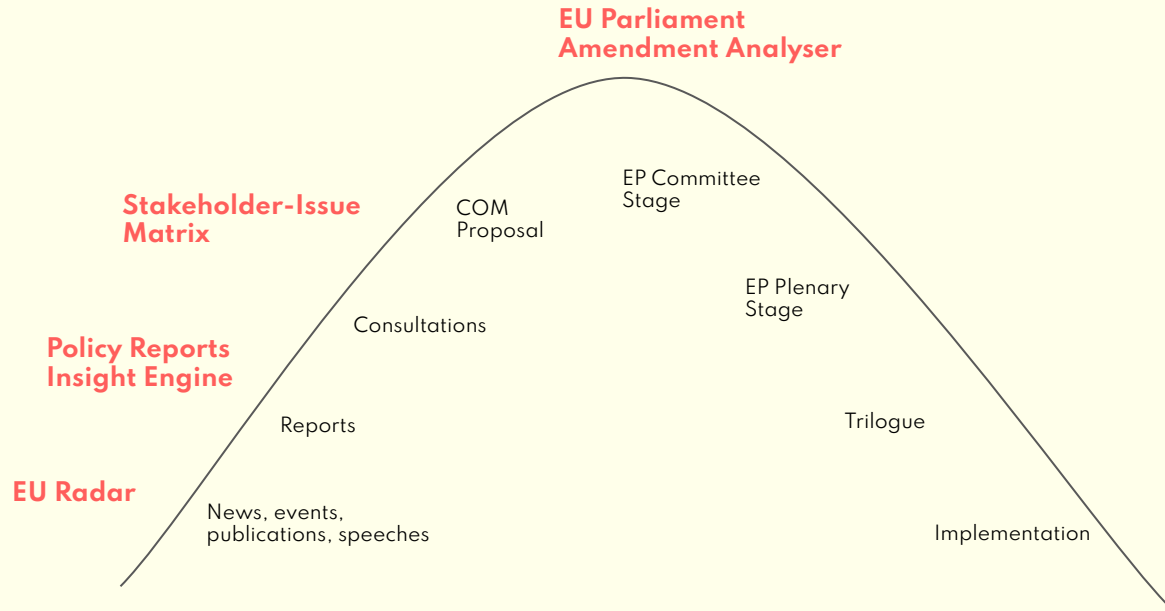 EU Parliament
Amendment Analyser
EP Committee
Stage
Stakeholder-Issue
Matrix
COM
Proposal
EP Plenary
Stage
Consultations
Policy Reports
Insight Engine
Reports
Trilogue
EU Radar
News, events,
publications, speeches
Implementation